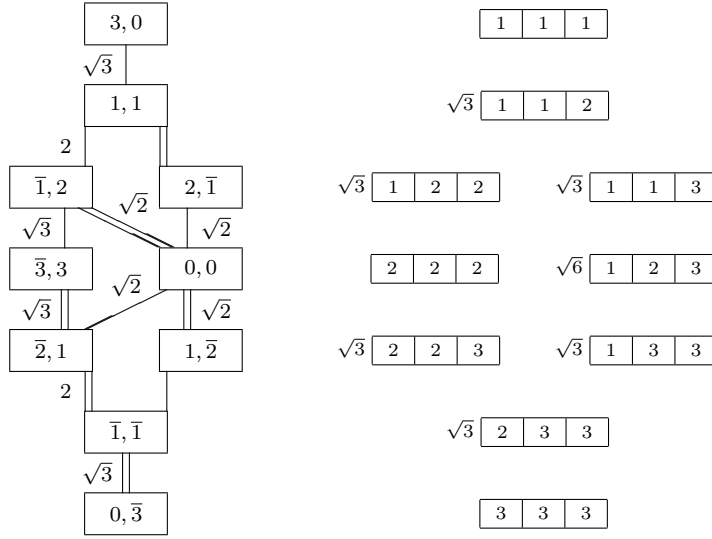 3, 0 1 1 1
√3
1, 1 √3 1 1 2
2
1̅, 2 2, 1̅ √3 1 2 2 √3 1 1 3
√2
√3 √2
3̅, 3 0, 0 2 2 2 √6 1 2 3
√2
√3 √2
2̅, 1 1, 2̅ √3 2 2 3 √3 1 3 3
2
1̅, 1̅ √3 2 3 3
√3
0, 3̅ 3 3 3